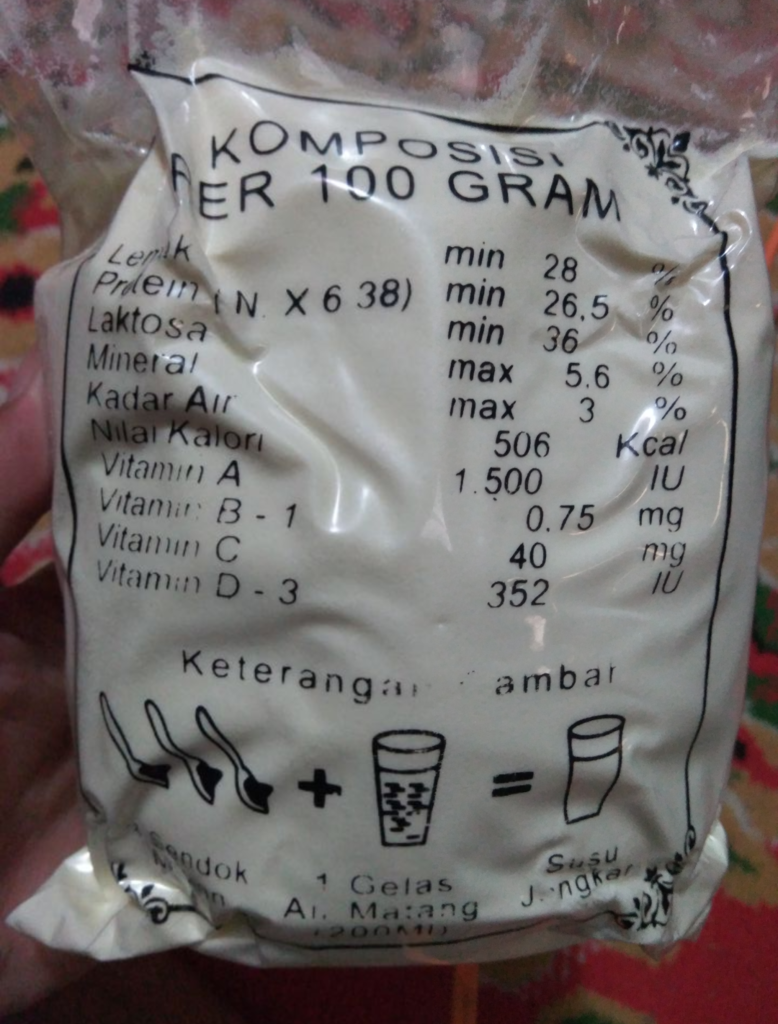 KOMPOSISI
PER 100 GRAM
Lemak min 28 %
Protein (N. X 6 38) min 26,5 %
Laktosa min 36 %
Mineral max 5.6 %
Kadar Air max 3 %
Nilai Kalori 506 Kcal
Vitamin A 1.500 IU
Vitamin B - 1 0.75 mg
Vitamin C 40 mg
Vitamin D - 3 352 IU
Keterangan Gambar
+ =
Sendok 1 Gelas Susu
Air Matang
(200Ml)